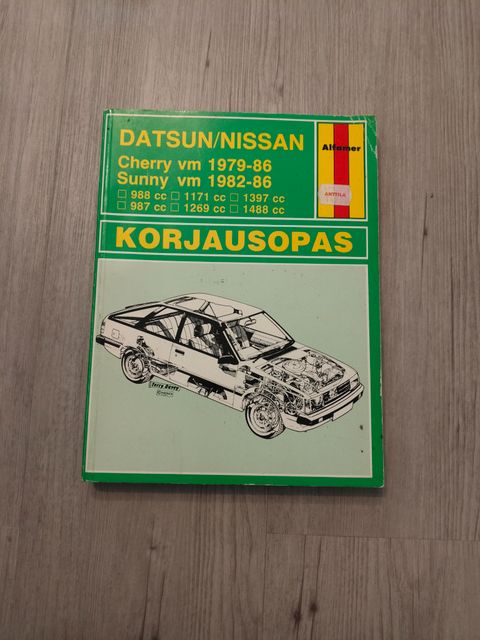 DATSUN/NISSAN
Cherry vm 1979-86
Sunny vm 1982-86
988 cc 1171 cc 1397 cc
987 cc 1269 cc 1488 cc
Alfamer
ANTTILA
KORJAUSOPAS
Terry Davey